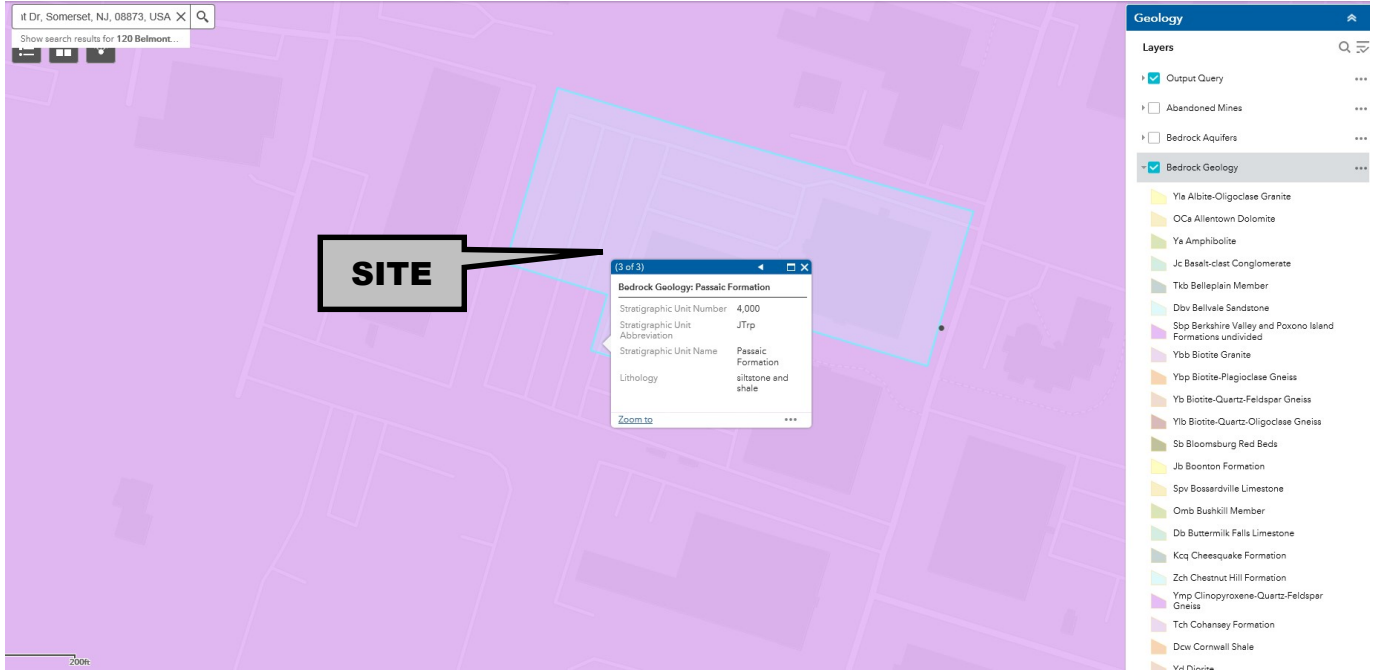 nt Dr, Somerset, NJ, 08873, USA
Show search results for 120 Belmont...
SITE
(3 of 3)
Bedrock Geology: Passaic Formation
Stratigraphic Unit Number 4,000
Stratigraphic Unit Abbreviation JTrp
Stratigraphic Unit Name Passaic Formation
Lithology siltstone and shale
Zoom to
200ft
Geology
Layers
Output Query
Abandoned Mines
Bedrock Aquifers
Bedrock Geology
Yla Albite-Oligoclase Granite
OCa Allentown Dolomite
Ya Amphibolite
Jc Basalt-clast Conglomerate
Tkb Belleplain Member
Dbv Bellvale Sandstone
Sbp Berkshire Valley and Poxono Island
Formations undivided
Ybb Biotite Granite
Ybp Biotite-Plagioclase Gneiss
Yb Biotite-Quartz-Feldspar Gneiss
Ylb Biotite-Quartz-Oligoclase Gneiss
Sb Bloomsburg Red Beds
Jb Boonton Formation
Spv Bossardville Limestone
Omb Bushkill Member
Db Buttermilk Falls Limestone
Kcq Cheesquake Formation
Zch Chestnut Hill Formation
Ymp Clinopyroxene-Quartz-Feldspar
Gneiss
Tch Cohansey Formation
Dcw Cornwall Shale
Yd Diorite